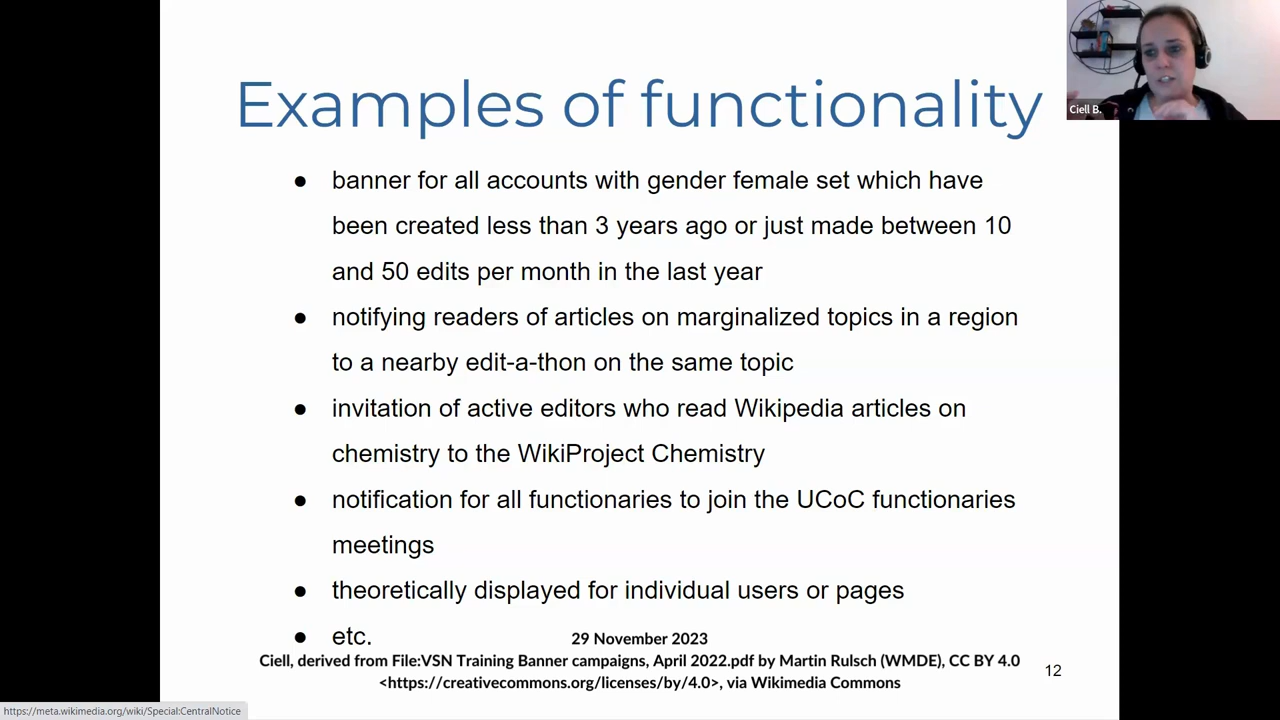 Examples of functionality
Ciell B.
● banner for all accounts with gender female set which have
been created less than 3 years ago or just made between 10
and 50 edits per month in the last year
● notifying readers of articles on marginalized topics in a region
to a nearby edit-a-thon on the same topic
● invitation of active editors who read Wikipedia articles on
chemistry to the WikiProject Chemistry
● notification for all functionaries to join the UCoC functionaries
meetings
● theoretically displayed for individual users or pages
● etc.
29 November 2023
Ciell, derived from File:VSN Training Banner campaigns, April 2022.pdf by Martin Rulsch (WMDE), CC BY 4.0
<https://creativecommons.org/licenses/by/4.0>, via Wikimedia Commons
12
https://meta.wikimedia.org/wiki/Special:CentralNotice